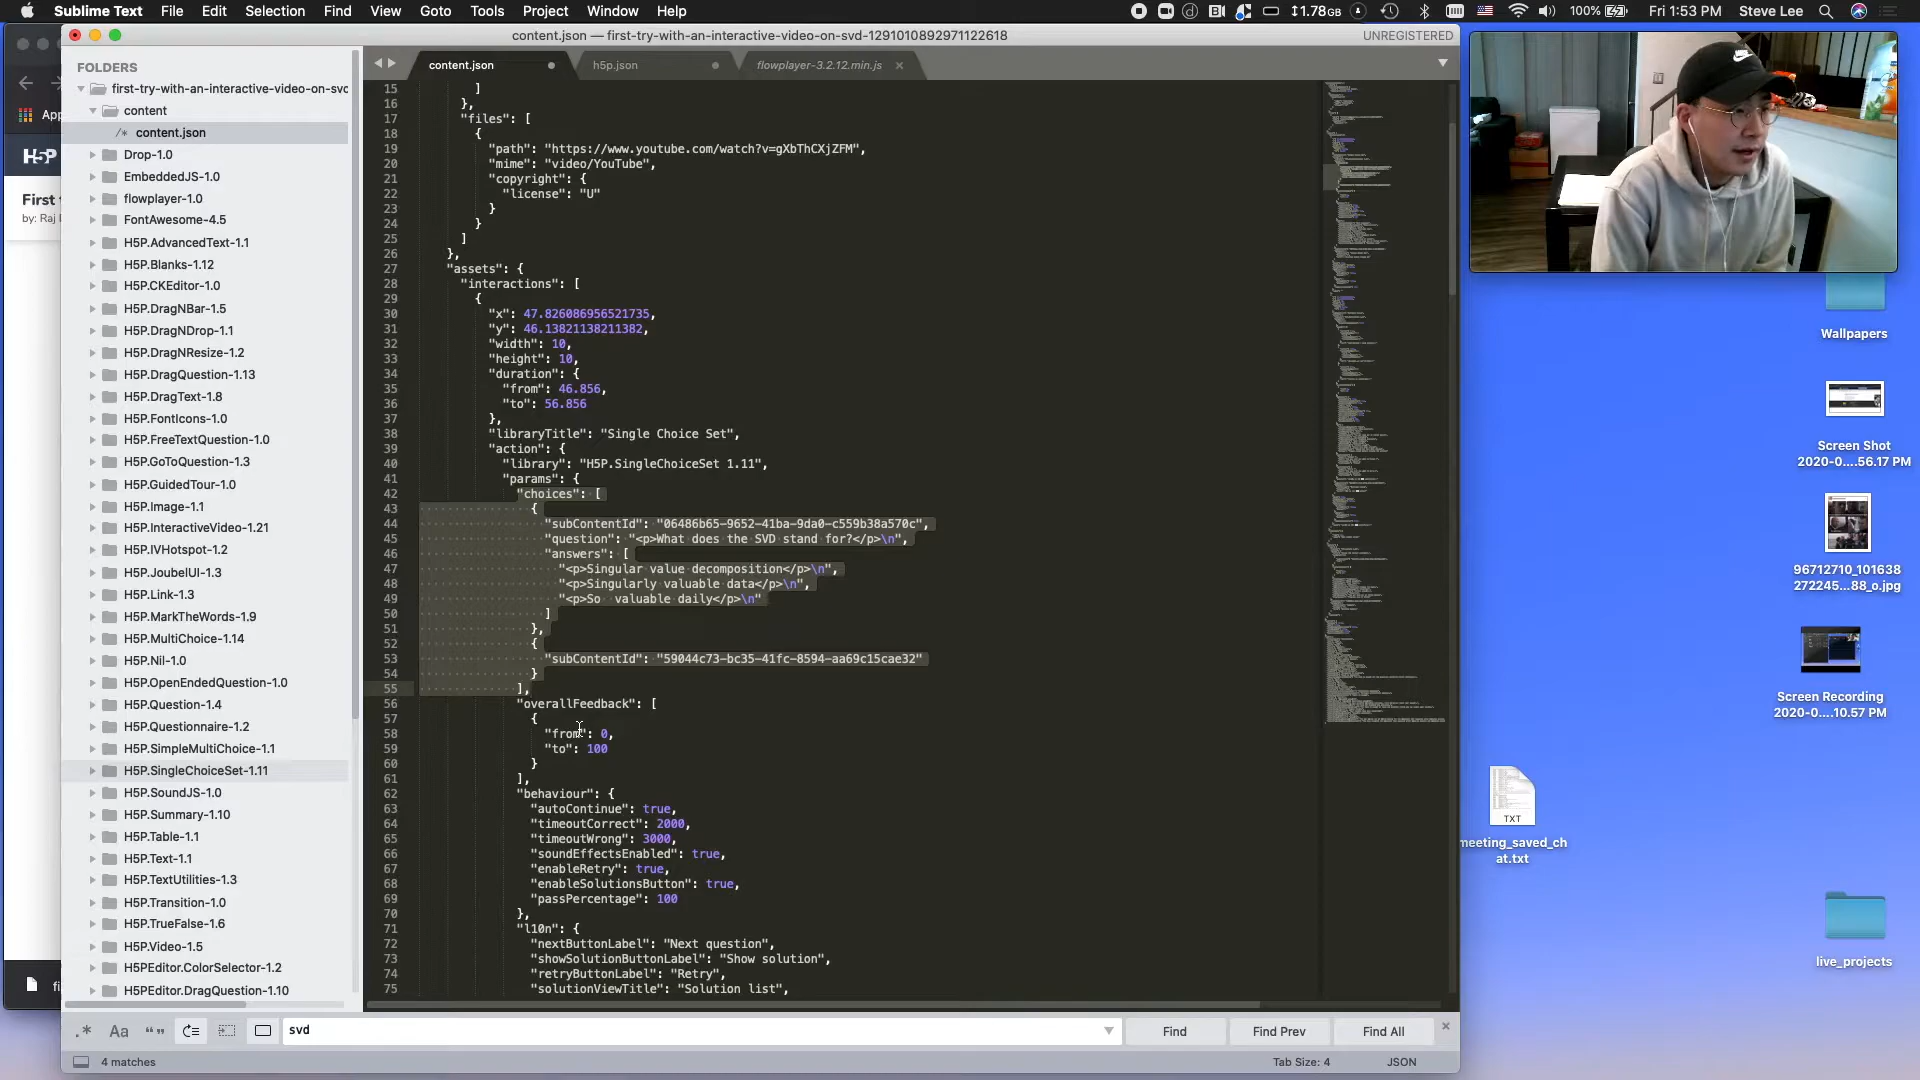 Sublime Text File Edit Selection Find View Goto Tools Project Window Help
1.78GB 100% Fri 1:53 PM Steve Lee
content.json — first-try-with-an-interactive-video-on-svd-1291010892971122618
UNREGISTERED
FOLDERS
first-try-with-an-interactive-video-on-svd
content
/* content.json
Drop-1.0
EmbeddedJS-1.0
flowplayer-1.0
FontAwesome-4.5
H5P.AdvancedText-1.1
H5P.Blanks-1.12
H5P.CKEditor-1.0
H5P.DragNBar-1.5
H5P.DragNDrop-1.1
H5P.DragNResize-1.2
H5P.DragQuestion-1.13
H5P.DragText-1.8
H5P.FontIcons-1.0
H5P.FreeTextQuestion-1.0
H5P.GoToQuestion-1.3
H5P.GuidedTour-1.0
H5P.Image-1.1
H5P.InteractiveVideo-1.21
H5P.IVHotspot-1.2
H5P.JoubelUI-1.3
H5P.Link-1.3
H5P.MarkTheWords-1.9
H5P.MultiChoice-1.14
H5P.Nil-1.0
H5P.OpenEndedQuestion-1.0
H5P.Question-1.4
H5P.Questionnaire-1.2
H5P.SimpleMultiChoice-1.1
H5P.SingleChoiceSet-1.11
H5P.SoundJS-1.0
H5P.Summary-1.10
H5P.Table-1.1
H5P.Text-1.1
H5P.TextUtilities-1.3
H5P.Transition-1.0
H5P.TrueFalse-1.6
H5P.Video-1.5
H5PEditor.ColorSelector-1.2
H5PEditor.DragQuestion-1.10
App
H5P
First
by: Raj
fi
content.json
h5p.json
flowplayer-3.2.12.min.js
15 ]
16 },
17 "files": [
18 {
19 "path": "https://www.youtube.com/watch?v=gXbThCXjZFM",
20 "mime": "video/YouTube",
21 "copyright": {
22 "license": "U"
23 }
24 }
25 ]
26 },
27 "assets": {
28 "interactions": [
29 {
30 "x": 47.826086956521735,
31 "y": 46.13821138211382,
32 "width": 10,
33 "height": 10,
34 "duration": {
35 "from": 46.856,
36 "to": 56.856
37 },
38 "libraryTitle": "Single Choice Set",
39 "action": {
40 "library": "H5P.SingleChoiceSet 1.11",
41 "params": {
42 "choices": [
43 {
44 "subContentId": "06486b65-9652-41ba-9da0-c559b38a570c",
45 "question": "<p>What does the SVD stand for?</p>\n",
46 "answers": [
47 "<p>Singular value decomposition</p>\n",
48 "<p>Singularly valuable data</p>\n",
49 "<p>So  valuable daily</p>\n"
50 ]
51 },
52 {
53 "subContentId": "59044c73-bc35-41fc-8594-aa69c15cae32"
54 }
55 ],
56 "overallFeedback": [
57 {
58 "from": 0,
59 "to": 100
60 }
61 ],
62 "behaviour": {
63 "autoContinue": true,
64 "timeoutCorrect": 2000,
65 "timeoutWrong": 3000,
66 "soundEffectsEnabled": true,
67 "enableRetry": true,
68 "enableSolutionsButton": true,
69 "passPercentage": 100
70 },
71 "l10n": {
72 "nextButtonLabel": "Next question",
73 "showSolutionButtonLabel": "Show solution",
74 "retryButtonLabel": "Retry",
75 "solutionViewTitle": "Solution list",
.* Aa "" svd Find Find Prev Find All
4 matches
Tab Size: 4
JSON
Wallpapers
Screen Shot
2020-0....56.17 PM
96712710_101638
272245...88_o.jpg
Screen Recording
2020-0....10.57 PM
TXT
meeting_saved_ch
at.txt
live_projects